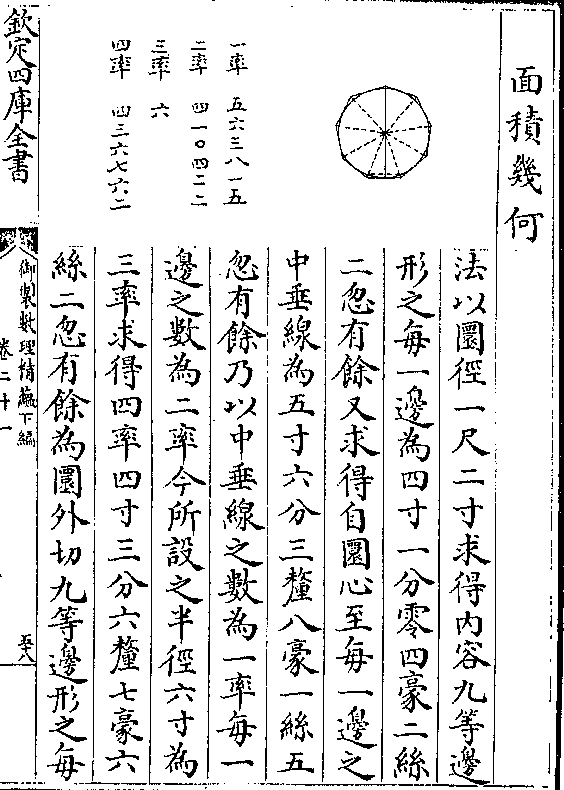 面積幾何
一率 五六三八一五
二率 四一〇四二二
三率 六
四率 四三六七六二
法以圜徑一尺二寸求得內容九等邊
形之每一邊為四寸一分零四豪二絲
二忽有餘又求得自圜心至每一邊之
中垂線為五寸六分三釐八豪一絲五
忽有餘乃以中垂線之數為一率每一
邊之數為二率今所設之半徑六寸為
三率求得四率四寸三分六釐七豪六
絲二忽有餘為圜外切九等邊形之每
欽定四庫全書
御製數理精蘊下編
卷二十一
五十八